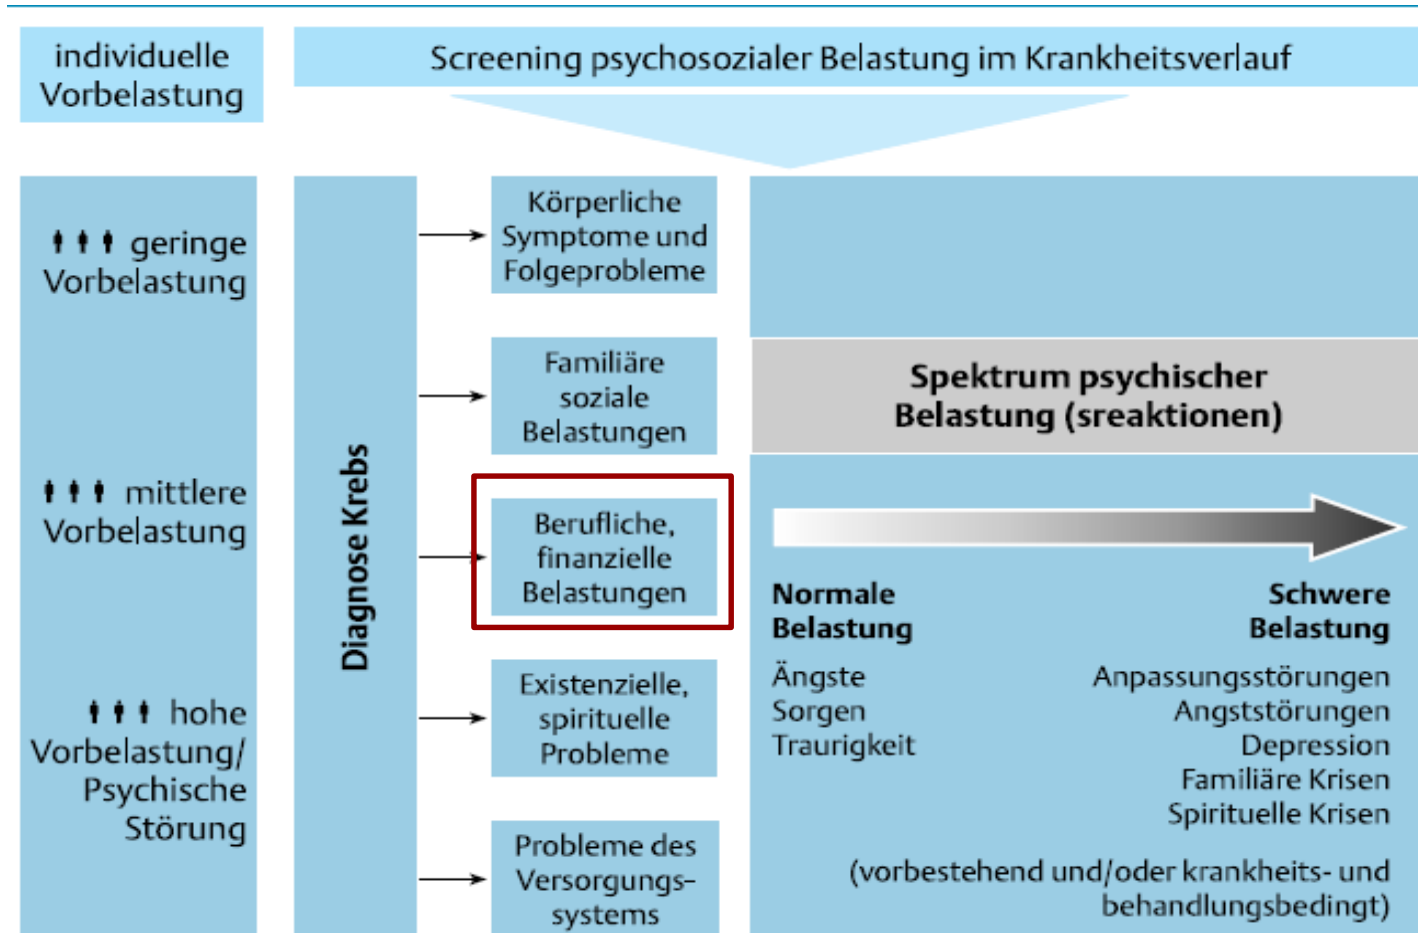 individuelle
Vorbelastung
Screening psychosozialer Belastung im Krankheitsverlauf
geringe
Vorbelastung
mittlere
Vorbelastung
hohe
Vorbelastung/
Psychische
Störung
Diagnose Krebs
Körperliche
Symptome und
Folgeprobleme
Familiäre
soziale
Belastungen
Berufliche,
finanzielle
Belastungen
Existenzielle,
spirituelle
Probleme
Probleme des
Versorgungs-
systems
Spektrum psychischer
Belastung (sreaktionen)
Normale
Belastung
Ängste
Sorgen
Traurigkeit
Schwere
Belastung
Anpassungsstörungen
Angststörungen
Depression
Familiäre Krisen
Spirituelle Krisen
(vorbestehend und/oder krankheits- und
behandlungsbedingt)